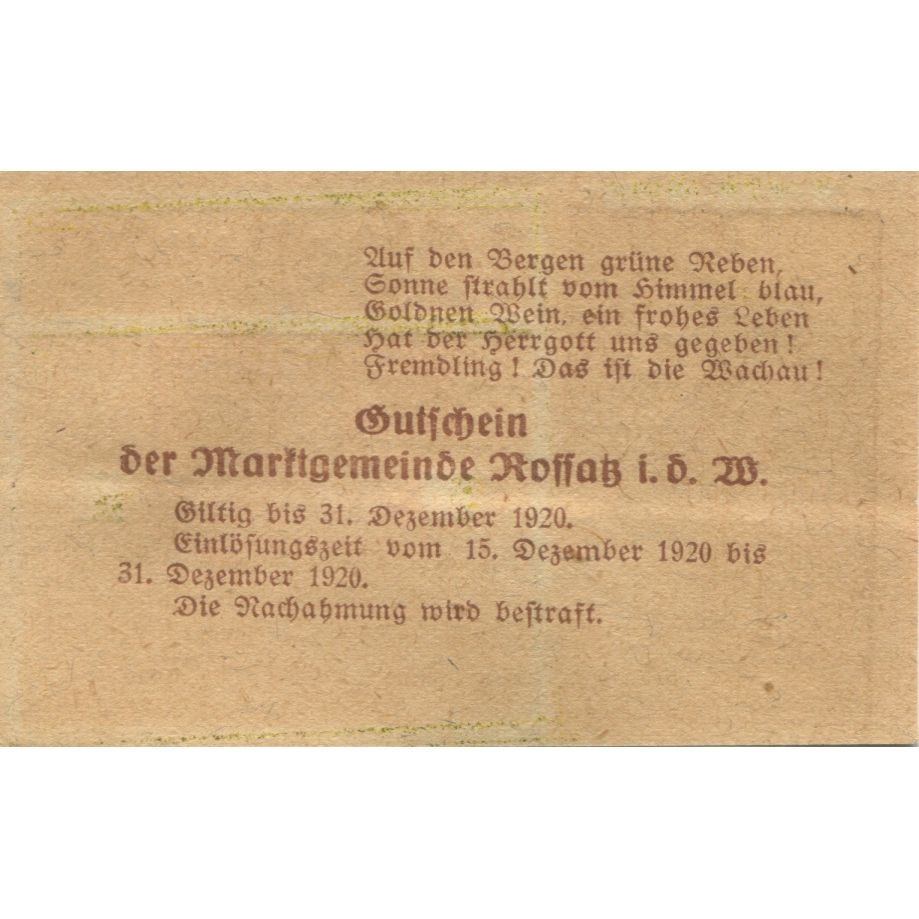 Auf den Bergen grüne Reben,
Sonne strahlt vom Himmel blau,
Goldnen Wein, ein frohes Leben
Hat der Herrgott uns gegeben!
Fremdling! Das ist die Wachau!
Gutschein
der Marktgemeinde Rossatz i. d. W.
Giltig bis 31. Dezember 1920.
Einlösungszeit vom 15. Dezember 1920 bis
31. Dezember 1920.
Die Nachahmung wird bestraft.